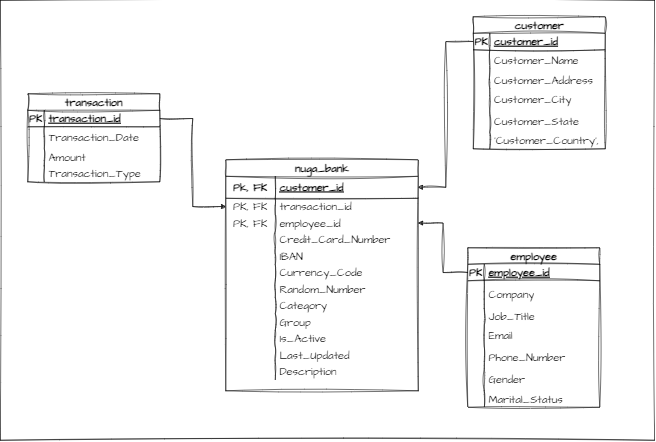 customer
PK customer_id
Customer_Name
Customer_Address
Customer_City
Customer_State
'Customer_Country',
transaction
PK transaction_id
Transaction_Date
Amount
Transaction_Type
nuga_bank
PK, FK customer_id
PK, FK transaction_id
PK, FK employee_id
Credit_Card_Number
IBAN
Currency_Code
Random_Number
Category
Group
Is_Active
Last_Updated
Description
employee
PK employee_id
Company
Job_Title
Email
Phone_Number
Gender
Marital_Status